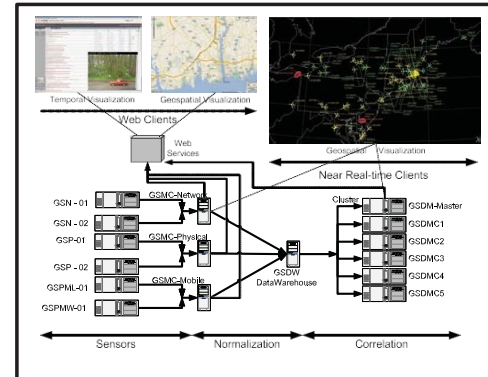 Temporal Visualization
Geospatial Visualization
Web Clients
Web
Services
Geospatial Visualization
Near Real-time Clients
GSN - 01
GSMC-Network
Cluster
GSDM-Master
GSN - 02
GSDMC1
GSP-01
GSMC-Physical
GSDMC2
GSP - 02
GSDMC3
GSPML-01
GSMC-Mobile
GSDW
DataWarehouse
GSDMC4
GSPMW-01
GSDMC5
Sensors
Normalization
Correlation